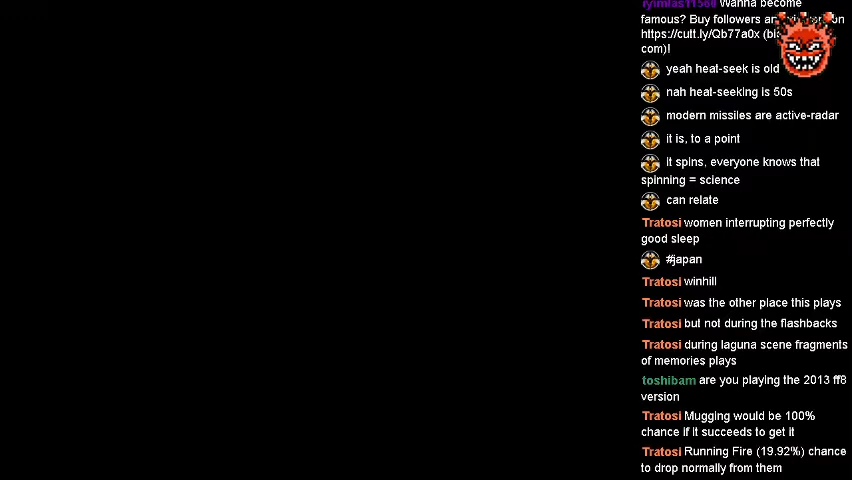 ryimlas11560 Wanna become
famous? Buy followers an on
https://cutt.ly/Qb77a0x
com)!
yeah heat-seek is old
nah heat-seeking is 50s
modern missiles are active-radar
it is, to a point
it spins, everyone knows that
spinning = science
can relate
Tratosi women interrupting perfectly
good sleep
#japan
Tratosi winhill
Tratosi was the other place this plays
Tratosi but not during the flashbacks
Tratosi during laguna scene fragments
of memories plays
toshibam are you playing the 2013 ff8
version
Tratosi Mugging would be 100%
chance if it succeeds to get it
Tratosi Running Fire (19.92%) chance
to drop normally from them